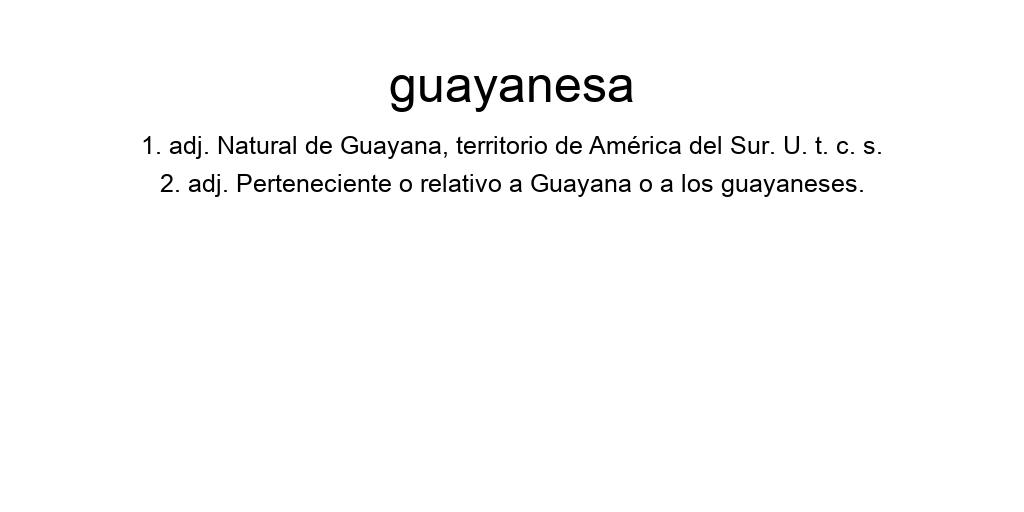 guayanesa
1. adj. Natural de Guayana, territorio de América del Sur. U. t. c. s.
2. adj. Perteneciente o relativo a Guayana o a los guayaneses.